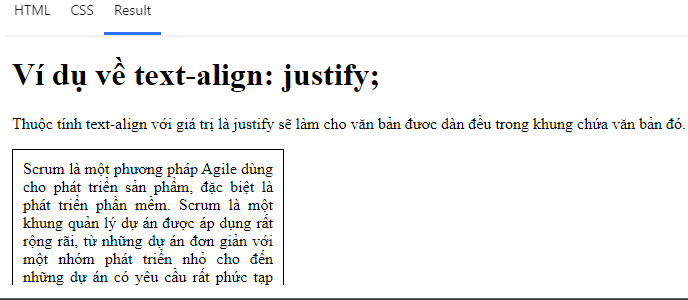 HTML CSS Result
Ví dụ về text-align: justify;
Thuộc tính text-align với giá trị là justify sẽ làm cho văn bản đươc dàn đều trong khung chứa văn bản đó.
Scrum là một phương pháp Agile dùng
cho phát triển sản phẩm, đặc biệt là
phát triển phần mềm. Scrum là một
khung quản lý dự án được áp dụng rất
rộng rãi, từ những dự án đơn giản với
một nhóm phát triển nhỏ cho đến
những dự án có yêu cầu rất phức tạp